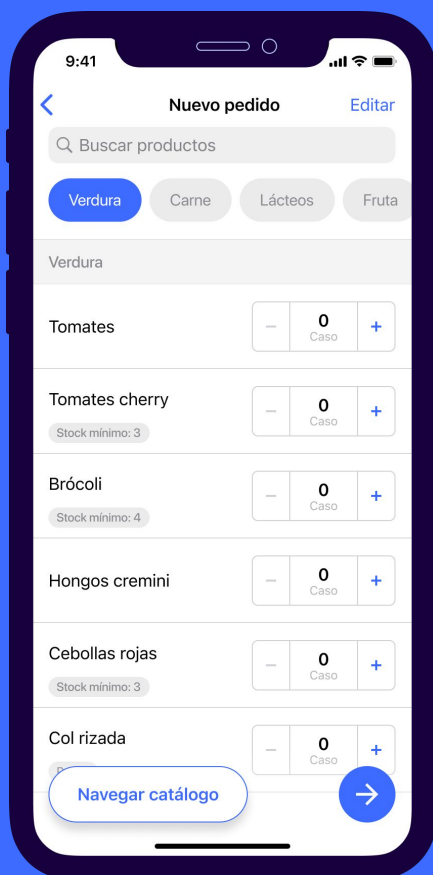 9:41
Nuevo pedido
Editar
Buscar productos
Verdura
Carne
Lácteos
Fruta
Verdura
Tomates
0
Caso
Tomates cherry
Stock mínimo: 3
0
Caso
Brócoli
Stock mínimo: 4
0
Caso
Hongos cremini
0
Caso
Cebollas rojas
Stock mínimo: 3
0
Caso
Col rizada
0
Caso
Navegar catálogo